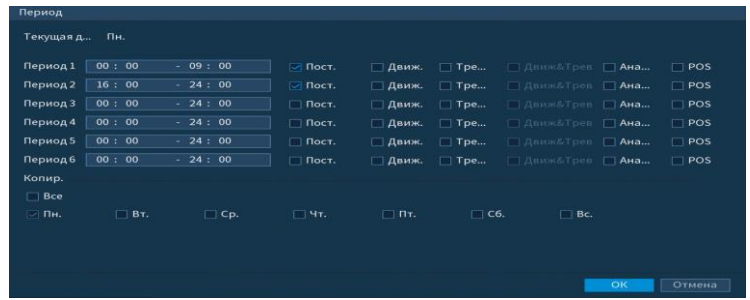 Период
Текущая д... Пн.
Период 1 00 : 00 - 09 : 00 Пост. Движ. Тре... Движ&Трев Ана... POS
Период 2 16 : 00 - 24 : 00 Пост. Движ. Тре... Движ&Трев Ана... POS
Период 3 00 : 00 - 24 : 00 Пост. Движ. Тре... Движ&Трев Ана... POS
Период 4 00 : 00 - 24 : 00 Пост. Движ. Тре... Движ&Трев Ана... POS
Период 5 00 : 00 - 24 : 00 Пост. Движ. Тре... Движ&Трев Ана... POS
Период 6 00 : 00 - 24 : 00 Пост. Движ. Тре... Движ&Трев Ана... POS
Копир.
Все
Пн. Вт. Ср. Чт. Пт. Сб. Вс.
OK Отмена